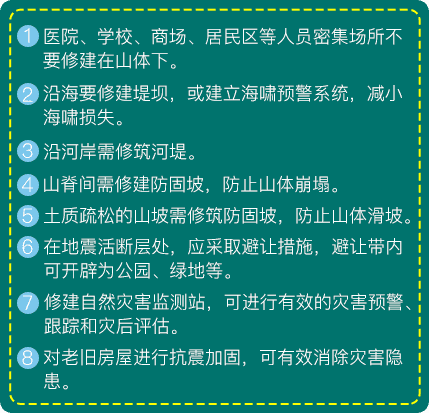 ① 医院、学校、商场、居民区等人员密集场所不
要修建在山体下。
② 沿海要修建堤坝，或建立海啸预警系统，减小
海啸损失。
③ 沿河岸需修筑河堤。
④ 山脊间需修建防固坡，防止山体崩塌。
⑤ 土质疏松的山坡需修筑防固坡，防止山体滑坡。
⑥ 在地震活断层处，应采取避让措施，避让带内
可开辟为公园、绿地等。
⑦ 修建自然灾害监测站，可进行有效的灾害预警、
跟踪和灾后评估。
⑧ 对老旧房屋进行抗震加固，可有效消除灾害隐
患。